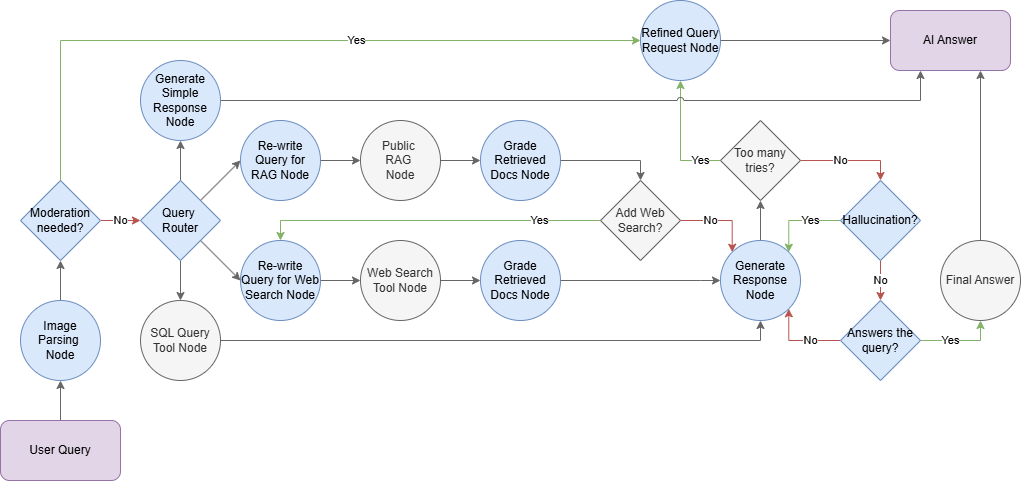 Refined Query
Request Node
AI Answer
Yes
Generate
Simple
Response
Node
Re-write
Query for
RAG Node
Public
RAG
Node
Grade
Retrieved
Docs Node
Too many
tries?
Yes
No
Moderation
needed?
No
Query
Router
Add Web
Search?
Yes
No
Hallucination?
Yes
No
Re-write
Query for Web
Search Node
Web Search
Tool Node
Grade
Retrieved
Docs Node
Generate
Response
Node
Final Answer
Image
Parsing
Node
SQL Query
Tool Node
Answers the
query?
No
Yes
User Query